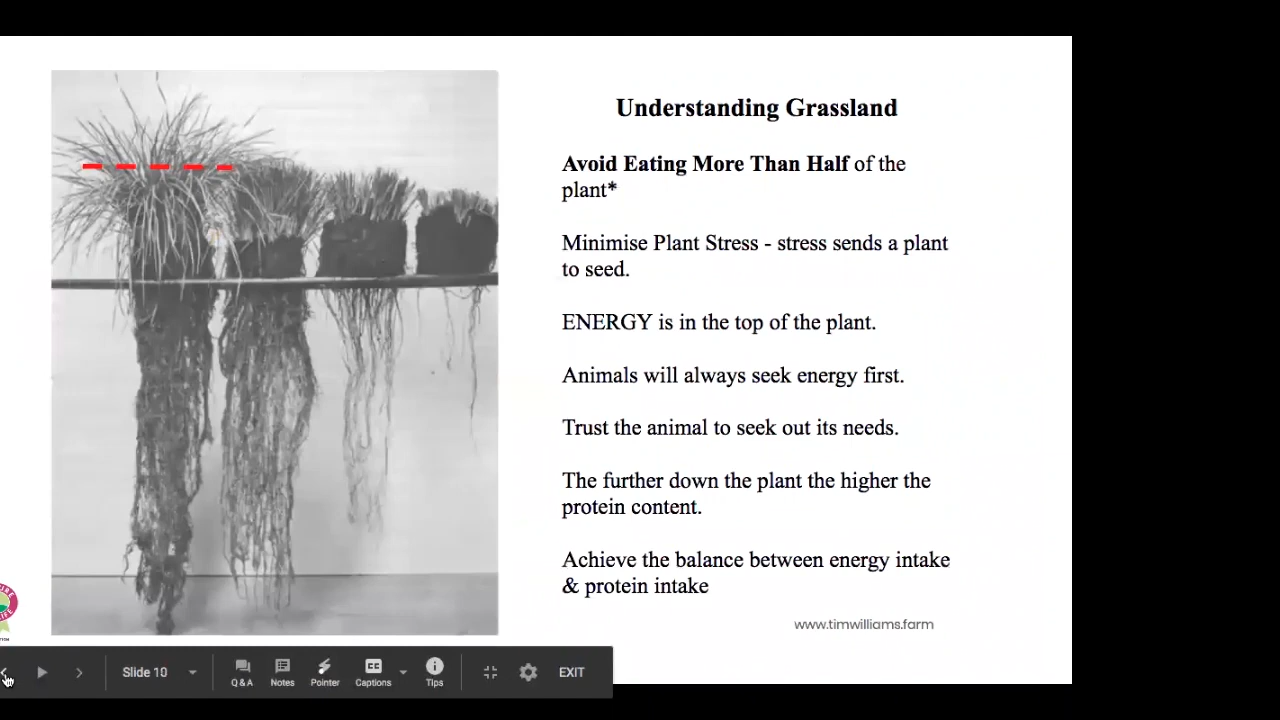 Understanding Grassland
Avoid Eating More Than Half of the
plant*
Minimise Plant Stress - stress sends a plant
to seed.
ENERGY is in the top of the plant.
Animals will always seek energy first.
Trust the animal to seek out its needs.
The further down the plant the higher the
protein content.
Achieve the balance between energy intake
& protein intake
www.timwilliams.farm
Slide 10
Q & A
Notes
Pointer
CC
Captions
Tips
EXIT